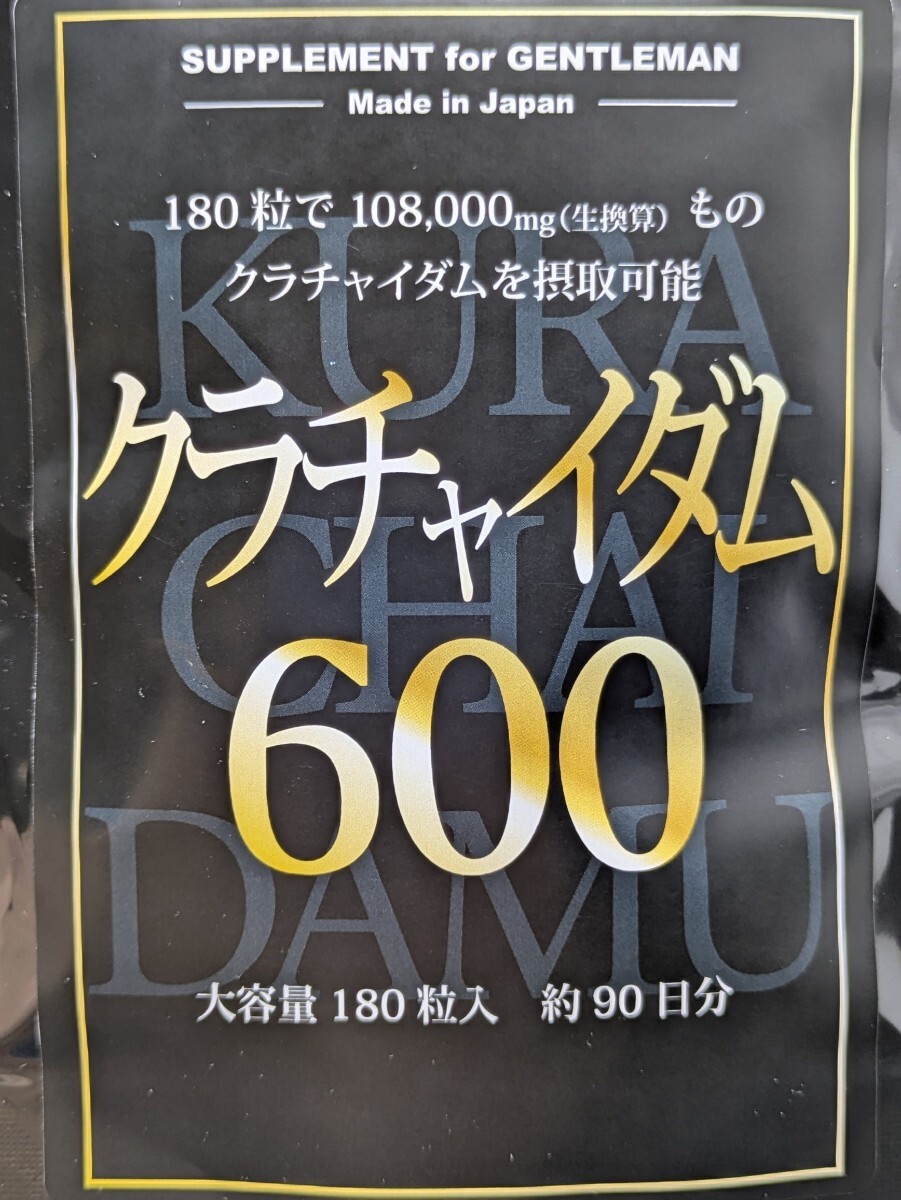 SUPPLEMENT for GENTLEMAN
Made in Japan
180粒で 108,000mg(生換算) もの
クラチャイダムを摂取可能
KURA
クラチャイダム
CHAI
600
DAMU
大容量 180粒入 約90日分